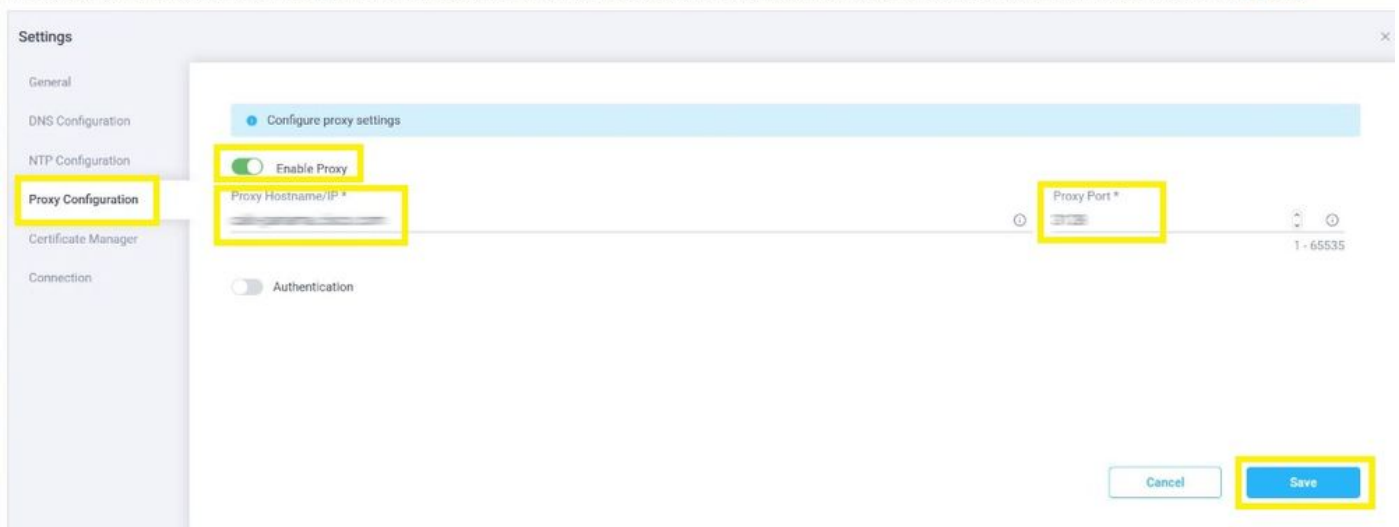 Settings
×
General
DNS Configuration
Configure proxy settings
NTP Configuration
Enable Proxy
Proxy Configuration
Proxy Hostname/IP *
Proxy Port *
Certificate Manager
1 - 65535
Connection
Authentication
Cancel
Save